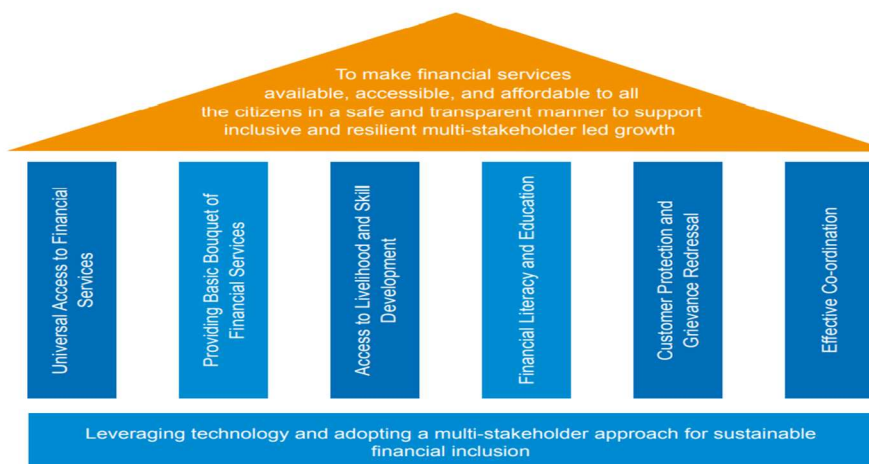 To make financial services
available, accessible, and affordable to all
the citizens in a safe and transparent manner to support
inclusive and resilient multi-stakeholder led growth
Universal Access to Financial
Services
Providing Basic Bouquet of
Financial Services
Access to Livelihood and Skill
Development
Financial Literacy and Education
Customer Protection and
Grievance Redressal
Effective Co-ordination
Leveraging technology and adopting a multi-stakeholder approach for sustainable
financial inclusion